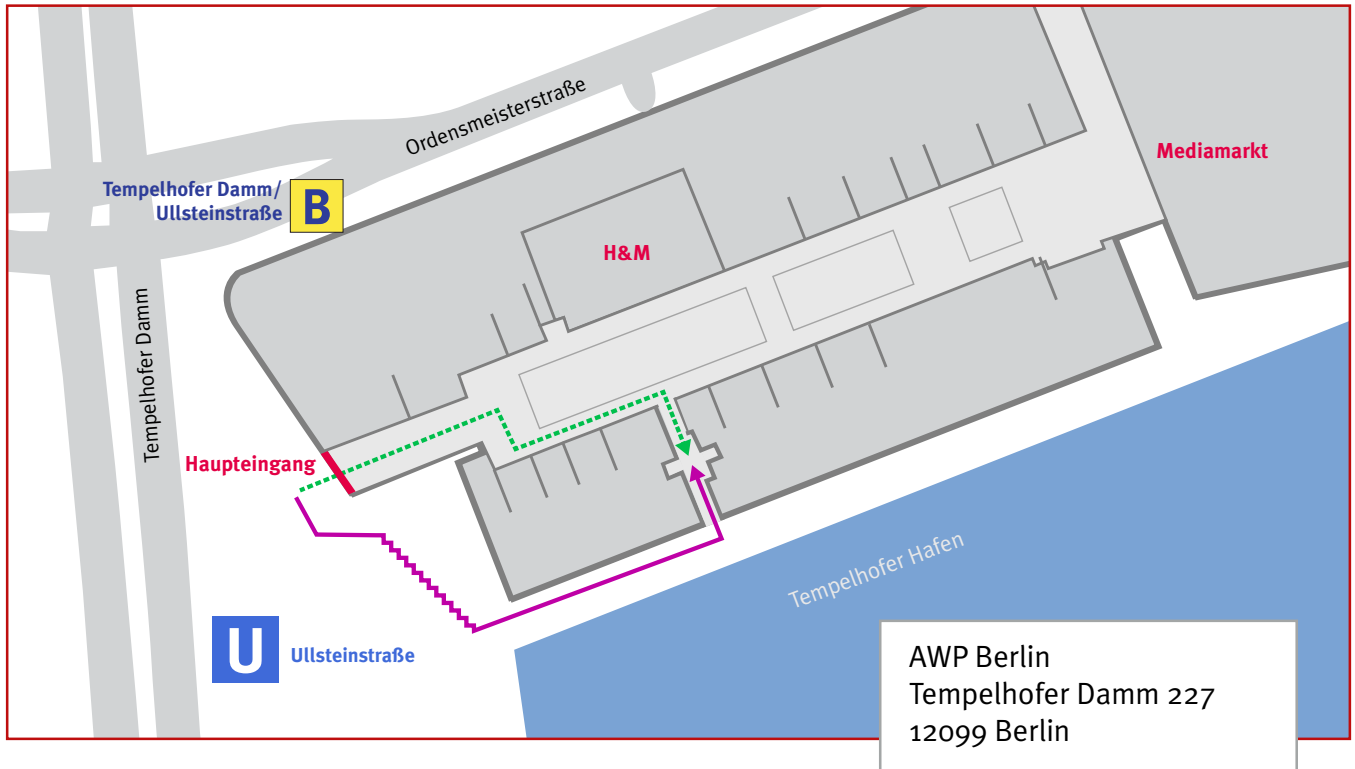 Ordensmeisterstraße
Mediamarkt
Tempelhofer Damm/
Ullsteinstraße
B
H&M
Tempelhofer Damm
Haupteingang
Tempelhofer Hafen
U
Ullsteinstraße
AWP Berlin
Tempelhofer Damm 227
12099 Berlin